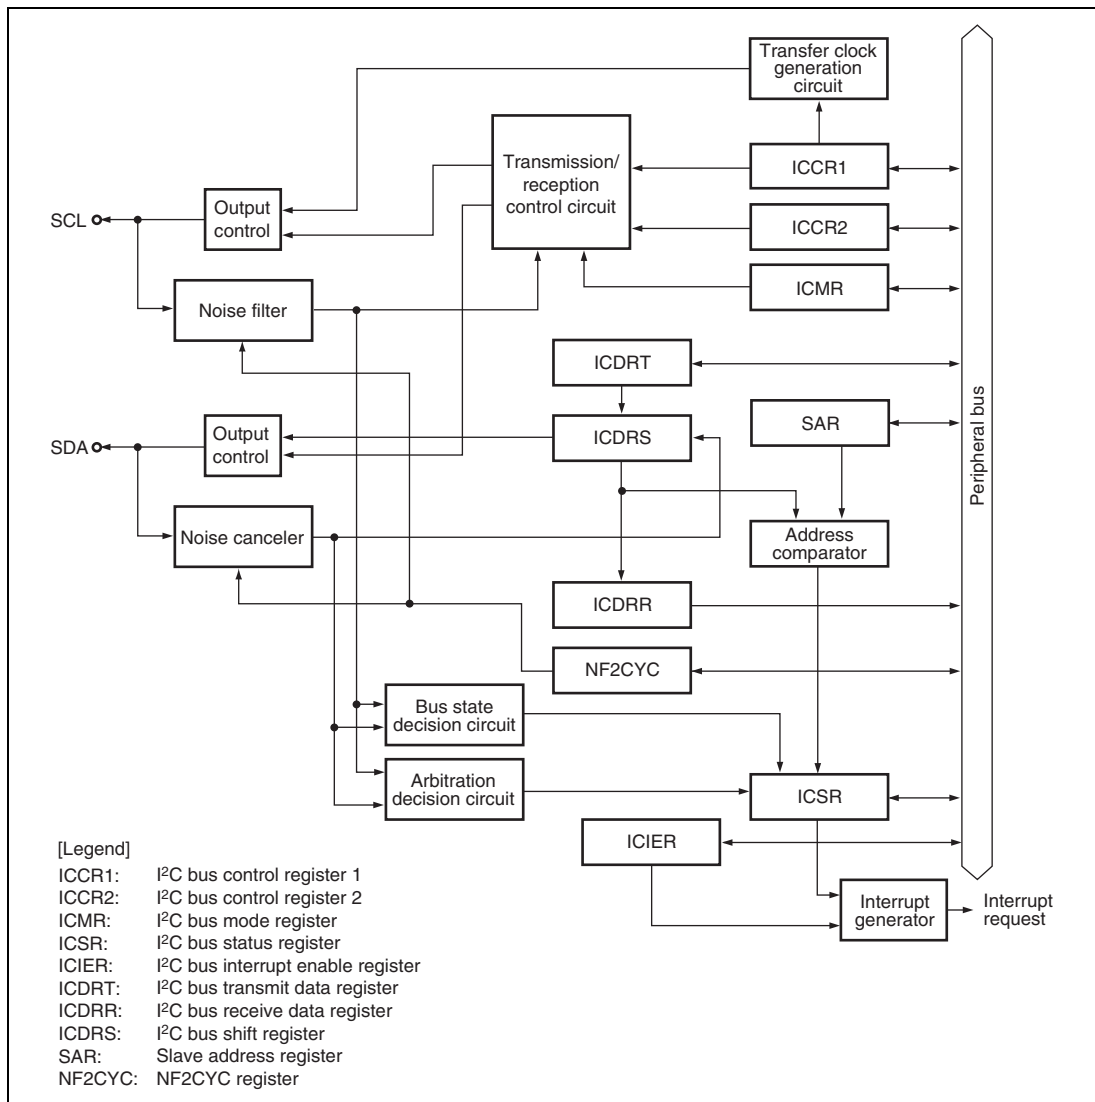 Transfer clock
generation
circuit
Transmission/
reception
control circuit
ICCR1
SCL
Output
control
ICCR2
ICMR
Noise filter
ICDRT
SAR
Peripheral bus
SDA
Output
control
ICDRS
Noise canceler
Address
comparator
ICDRR
NF2CYC
Bus state
decision circuit
Arbitration
decision circuit
ICSR
ICIER
Interrupt
generator
Interrupt
request
[Legend]
ICCR1: I²C bus control register 1
ICCR2: I²C bus control register 2
ICMR: I²C bus mode register
ICSR: I²C bus status register
ICIER: I²C bus interrupt enable register
ICDRT: I²C bus transmit data register
ICDRR: I²C bus receive data register
ICDRS: I²C bus shift register
SAR: Slave address register
NF2CYC: NF2CYC register